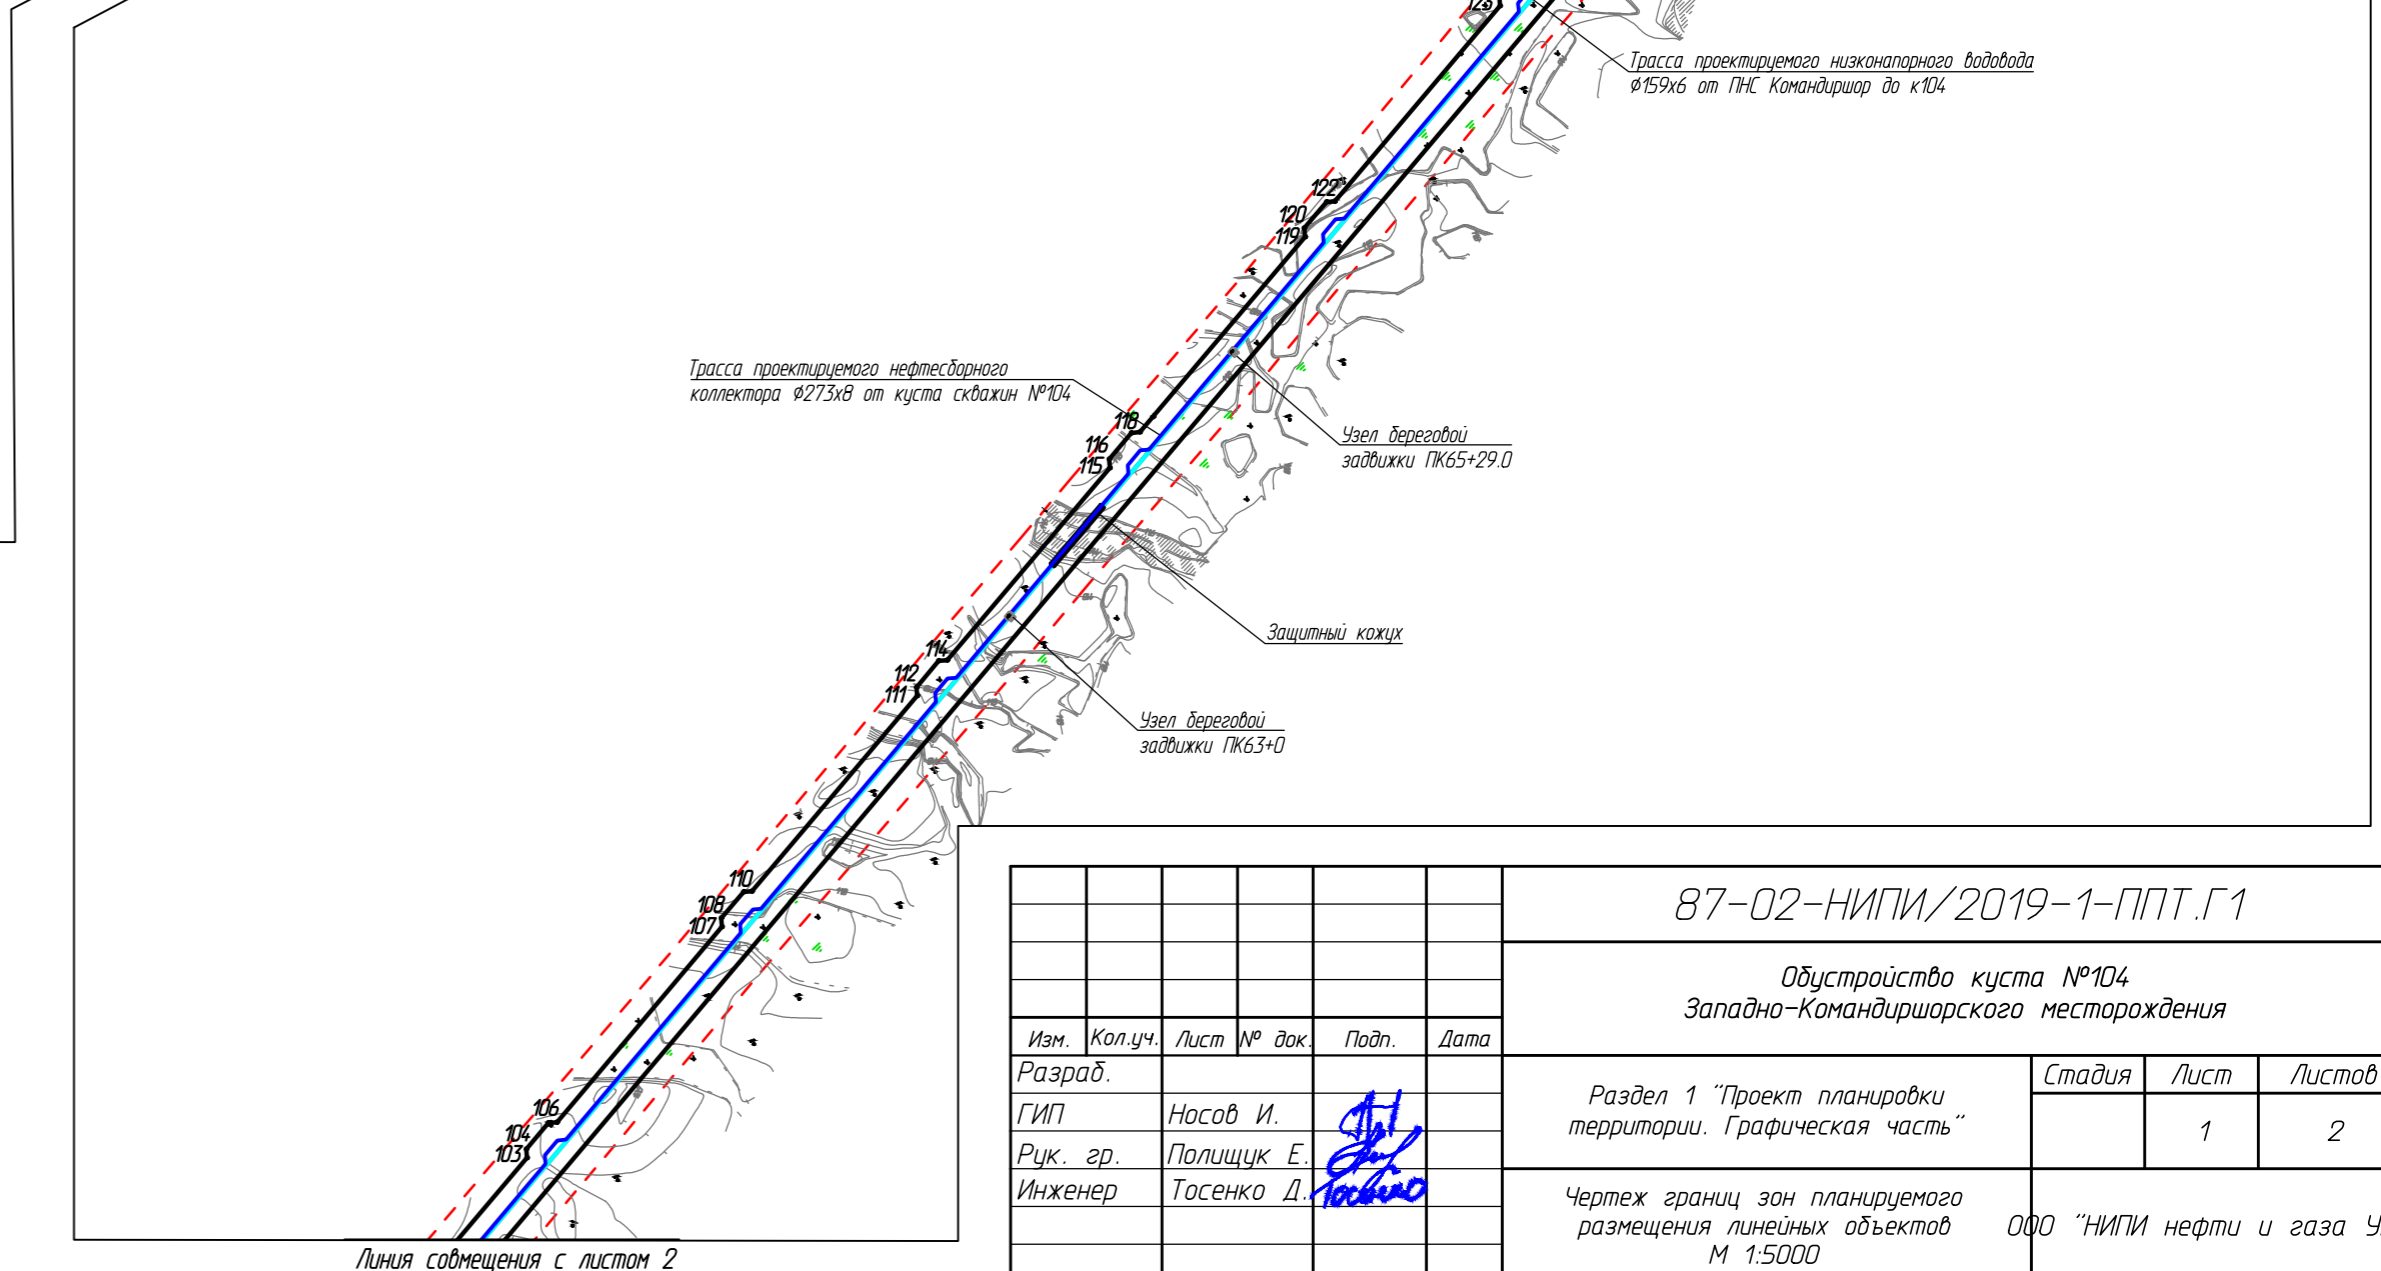 123
Трасса проектируемого низконапорного водовода
ϕ159х6 от ПНС Командиршор до к104
122
120
119
Трасса проектируемого нефтесборного
коллектора ϕ273х8 от куста скважин №104
118
116
115
Узел береговой
задвижки ПК65+29.0
Защитный кожух
114
112
111
Узел береговой
задвижки ПК63+0
110
108
107
106
104
103
Линия совмещения с листом 2
87-02-НИПИ/2019-1-ППТ.Г1
Обустройство куста №104
Западно-Командиршорского месторождения
Изм. Кол.уч. Лист № док. Подп. Дата
Разраб.
ГИП Носов И.
Рук. гр. Полищук Е.
Инженер Тосенко Д. Тосенко
Раздел 1 "Проект планировки
территории. Графическая часть"
Стадия Лист Листов
1 2
Чертеж границ зон планируемого
размещения линейных объектов
М 1:5000
ООО "НИПИ нефти и газа